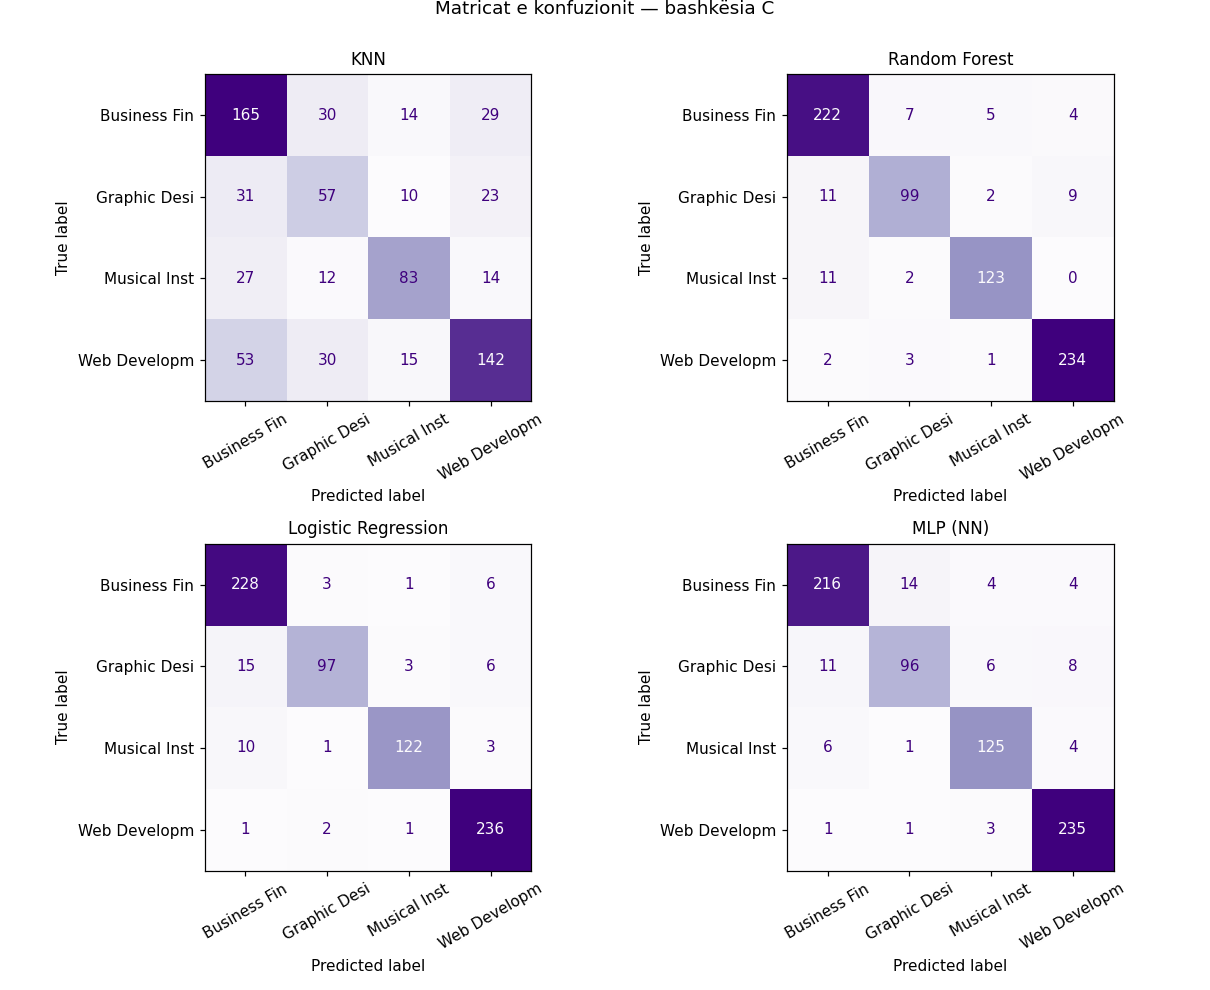 Matricat e konfuzionit — bashkësia C
KNN
True label
Business Fin 165 30 14 29
Graphic Desi 31 57 10 23
Musical Inst 27 12 83 14
Web Developm 53 30 15 142
Business Fin Graphic Desi Musical Inst Web Developm
Predicted label
Random Forest
True label
Business Fin 222 7 5 4
Graphic Desi 11 99 2 9
Musical Inst 11 2 123 0
Web Developm 2 3 1 234
Business Fin Graphic Desi Musical Inst Web Developm
Predicted label
Logistic Regression
True label
Business Fin 228 3 1 6
Graphic Desi 15 97 3 6
Musical Inst 10 1 122 3
Web Developm 1 2 1 236
Business Fin Graphic Desi Musical Inst Web Developm
Predicted label
MLP (NN)
True label
Business Fin 216 14 4 4
Graphic Desi 11 96 6 8
Musical Inst 6 1 125 4
Web Developm 1 1 3 235
Business Fin Graphic Desi Musical Inst Web Developm
Predicted label